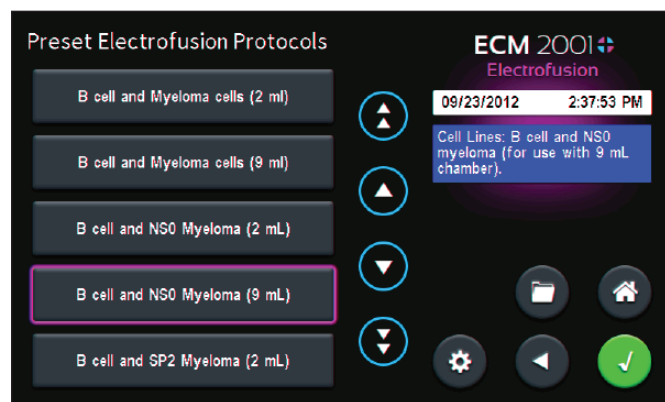 Preset Electrofusion Protocols
B cell and Myeloma cells (2 ml)
B cell and Myeloma cells (9 ml)
B cell and NS0 Myeloma (2 mL)
B cell and NS0 Myeloma (9 mL)
B cell and SP2 Myeloma (2 mL)
ECM 2001
Electrofusion
09/23/2012 2:37:53 PM
Cell Lines: B cell and NS0
myeloma (for use with 9 mL
chamber).